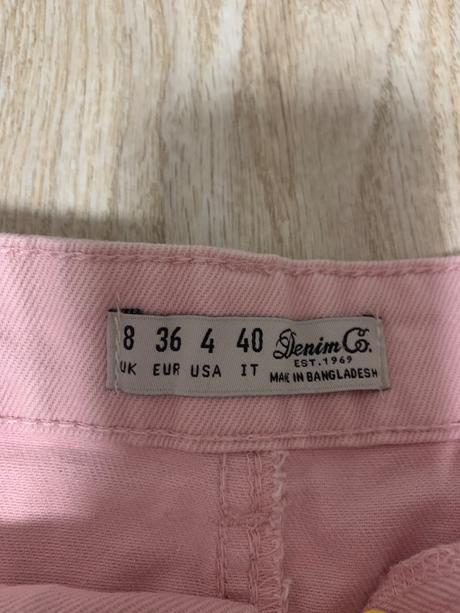 8 36 4 40 Denim Co.
UK EUR USA IT EST. 1969
MADE IN BANGLADESH